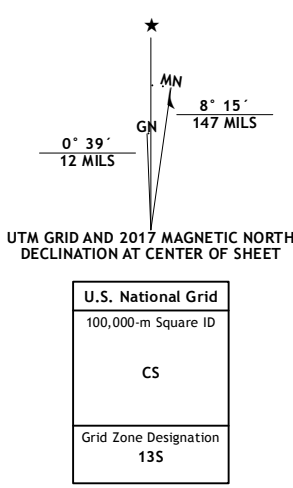 MN
GN
8° 15´
147 MILS
0° 39´
12 MILS
UTM GRID AND 2017 MAGNETIC NORTH
DECLINATION AT CENTER OF SHEET
U.S. National Grid
100,000-m Square ID
CS
Grid Zone Designation
13S